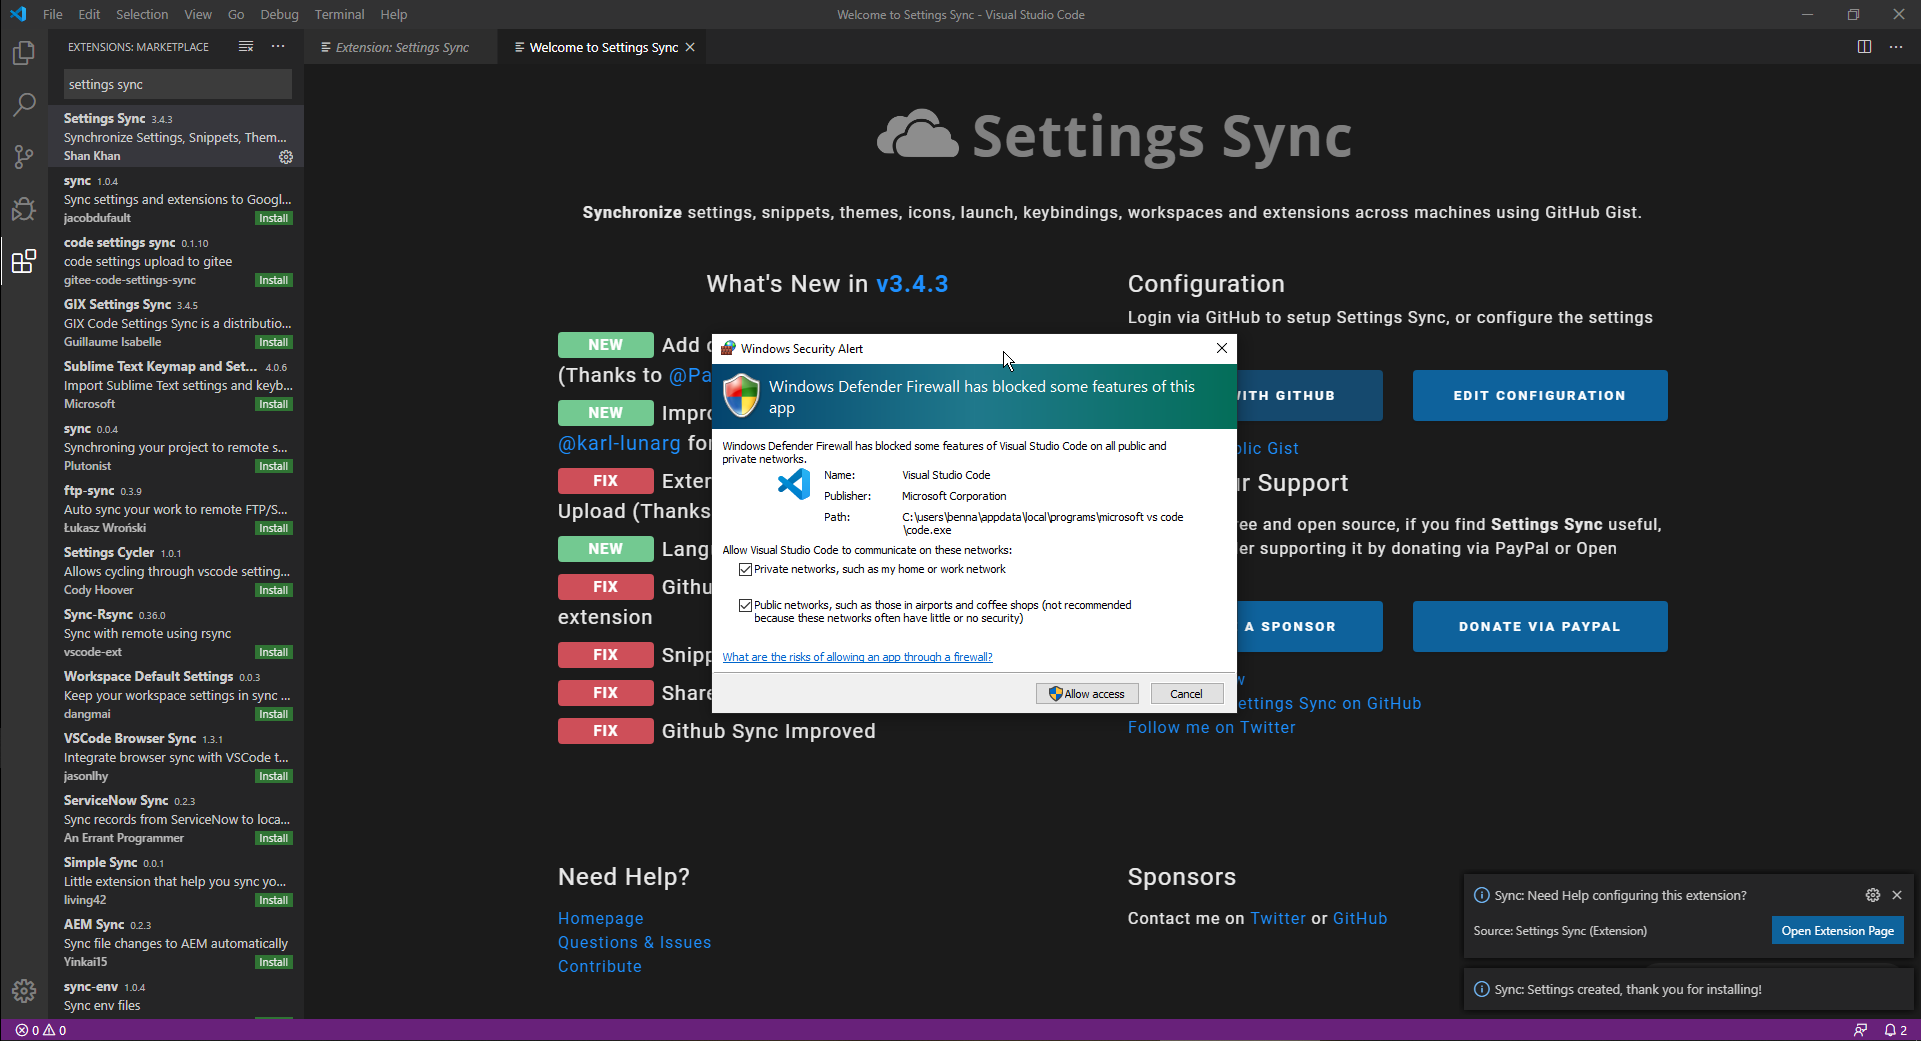 File Edit Selection View Go Debug Terminal Help
Welcome to Settings Sync - Visual Studio Code
EXTENSIONS: MARKETPLACE
settings sync
Settings Sync 3.4.3
Synchronize Settings, Snippets, Them...
Shan Khan
sync 1.0.4
Sync settings and extensions to Googl...
jacobdufault Install
code settings sync 0.1.10
code settings upload to gitee
gitee-code-settings-sync Install
GIX Settings Sync 3.4.5
GIX Code Settings Sync is a distributio...
Guillaume Isabelle Install
Sublime Text Keymap and Set... 4.0.6
Import Sublime Text settings and keyb...
Microsoft Install
sync 0.0.4
Synchroning your project to remote s...
Plutonist Install
ftp-sync 0.3.9
Auto sync your work to remote FTP/S...
Łukasz Wroński Install
Settings Cycler 1.0.1
Allows cycling through vscode setting...
Cody Hoover Install
Sync-Rsync 0.36.0
Sync with remote using rsync
vscode-ext Install
Workspace Default Settings 0.0.3
Keep your workspace settings in sync ...
dangmai Install
VSCode Browser Sync 1.3.1
Integrate browser sync with VSCode t...
jasonlhy Install
ServiceNow Sync 0.2.3
Sync records from ServiceNow to loca...
An Errant Programmer Install
Simple Sync 0.0.1
Little extension that help you sync yo...
living42 Install
AEM Sync 0.2.3
Sync file changes to AEM automatically
Yinkai15 Install
sync-env 1.0.4
Sync env files
Extension: Settings Sync
Welcome to Settings Sync
Settings Sync
Synchronize settings, snippets, themes, icons, launch, keybindings, workspaces and extensions across machines using GitHub Gist.
What's New in v3.4.3
NEW Add
(Thanks to @Pa
NEW Impro
@karl-lunarg for
FIX Exter
Upload (Thanks
NEW Langu
FIX Githu
extension
FIX Snipp
FIX Share
FIX Github Sync Improved
Configuration
Login via GitHub to setup Settings Sync, or configure the settings
WITH GITHUB
EDIT CONFIGURATION
blic Gist
ur Support
ree and open source, if you find Settings Sync useful,
er supporting it by donating via PayPal or Open
A SPONSOR
DONATE VIA PAYPAL
w
ettings Sync on GitHub
Follow me on Twitter
Windows Security Alert
Windows Defender Firewall has blocked some features of this
app
Windows Defender Firewall has blocked some features of Visual Studio Code on all public and
private networks.
Name: Visual Studio Code
Publisher: Microsoft Corporation
Path: C:\users\benna\appdata\local\programs\microsoft vs code
\code.exe
Allow Visual Studio Code to communicate on these networks:
Private networks, such as my home or work network
Public networks, such as those in airports and coffee shops (not recommended
because these networks often have little or no security)
What are the risks of allowing an app through a firewall?
Allow access
Cancel
Need Help?
Homepage
Questions & Issues
Contribute
Sponsors
Contact me on Twitter or GitHub
Sync: Need Help configuring this extension?
Source: Settings Sync (Extension)
Open Extension Page
Sync: Settings created, thank you for installing!
0 0
2